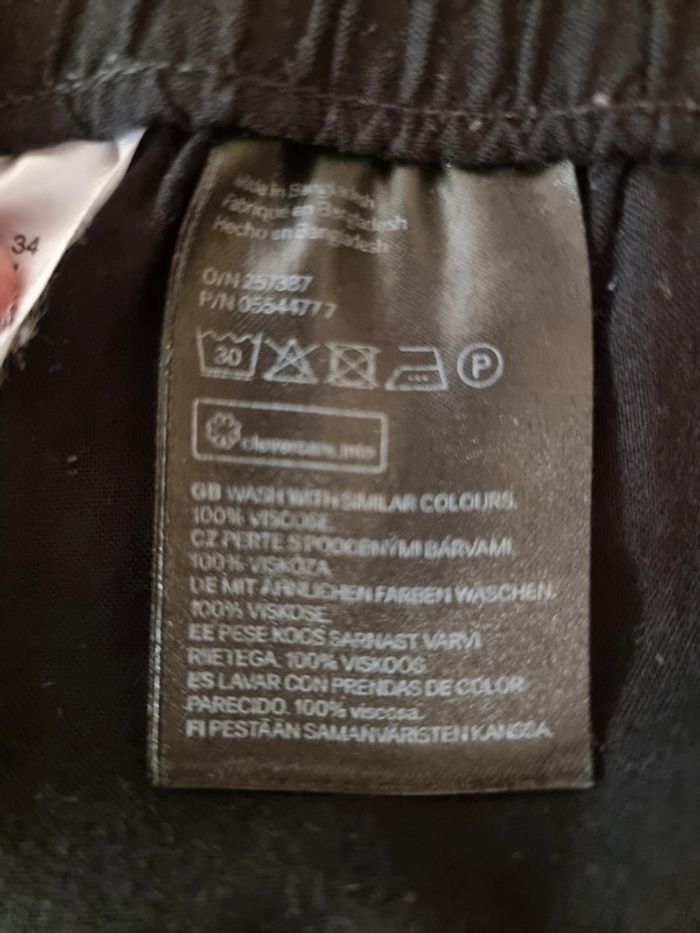 34
Made in Bangladesh
Fabriqué en Bangladesh
Hecho en Bangladesh
O/N 257387
P/N 05544777
30
P
clevercare.info
GB WASH WITH SIMILAR COLOURS.
100% VISCOSE
CZ PERTE S PODOBNÝMI BARVAMI.
100% VISKÓZA
DE MIT ÄHNLICHEN FARBEN WASCHEN.
100% VISKOSE
EE PESE KOOS SARNAST VÄRVI
RIIETEGA. 100% VISKOOS
ES LAVAR CON PRENDAS DE COLOR
PARECIDO. 100% viscosa.
FI PESTÄÄN SAMANVÄRISTEN KANSSA.